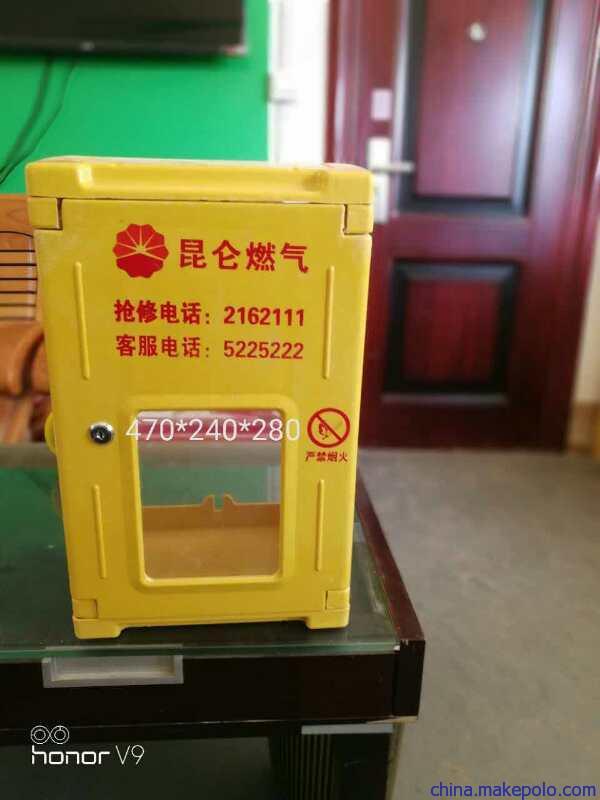 昆仑燃气
抢修电话：2162111
客服电话：5225222
470*240*280
严禁烟火
honor V9
china.makepolo.com